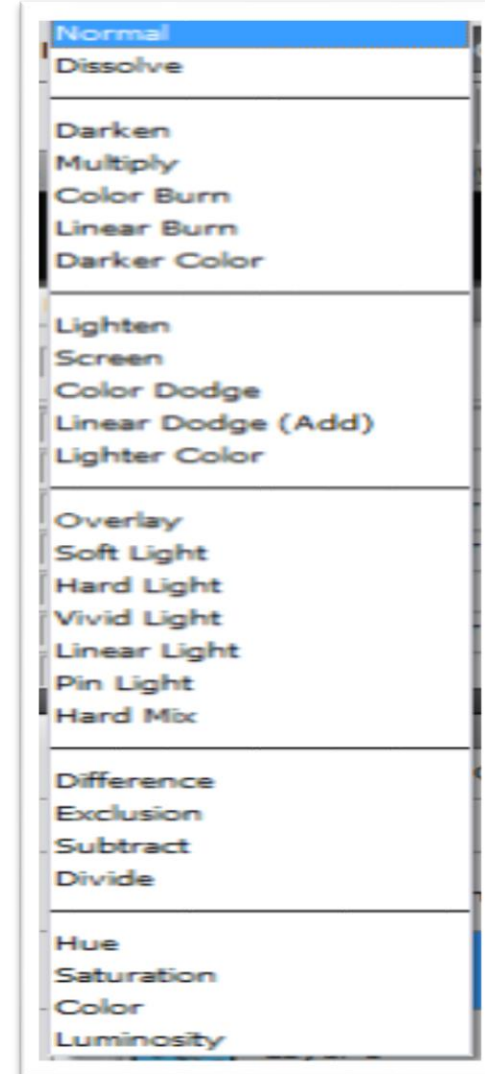 Normal
Dissolve
Darken
Multiply
Color Burn
Linear Burn
Darker Color
Lighten
Screen
Color Dodge
Linear Dodge (Add)
Lighter Color
Overlay
Soft Light
Hard Light
Vivid Light
Linear Light
Pin Light
Hard Mix
Difference
Exclusion
Subtract
Divide
Hue
Saturation
Color
Luminosity